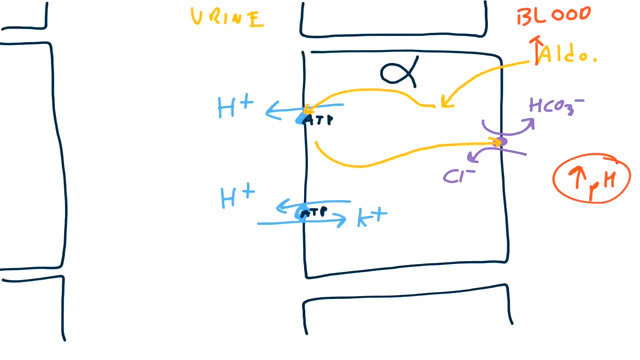 URINE
BLOOD
↑Aldo.
α
H+
ATP
HCO₃⁻
Cl⁻
↑pH
H+
ATP
K+